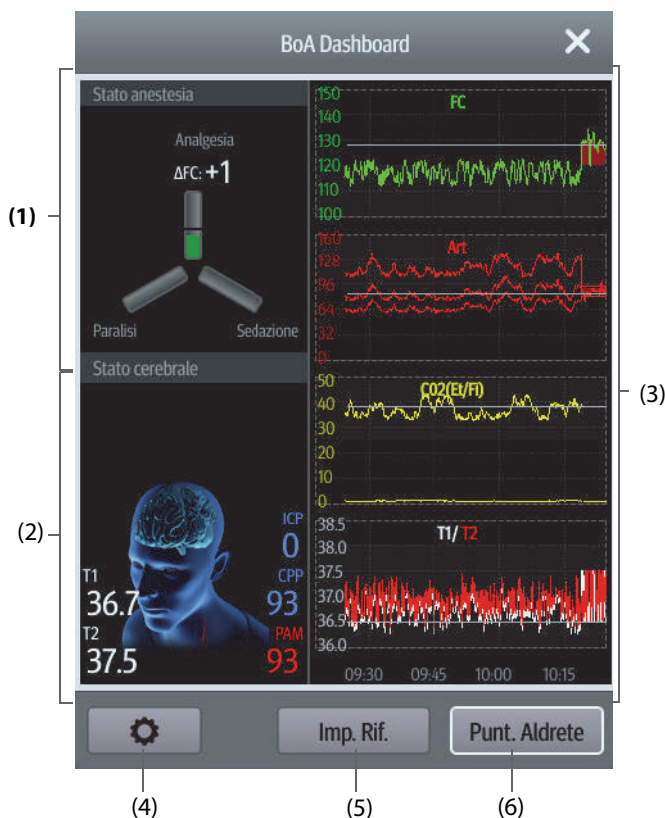 BoA Dashboard
Stato anestesia
Analgesia
ΔFC: +1
Paralisi
Sedazione
(1)
Stato cerebrale
ICP
0
T1
CPP
36.7
93
T2
PAM
37.5
93
(2)
FC
150
140
130
120
110
100
Art
160
128
96
64
32
0
CO2(Et/Fi)
50
40
30
20
10
0
T1/ T2
38.5
38.0
37.5
37.0
36.5
36.0
09:30 09:45 10:00 10:15
(3)
Imp. Rif.
Punt. Aldrete
(4)
(5)
(6)